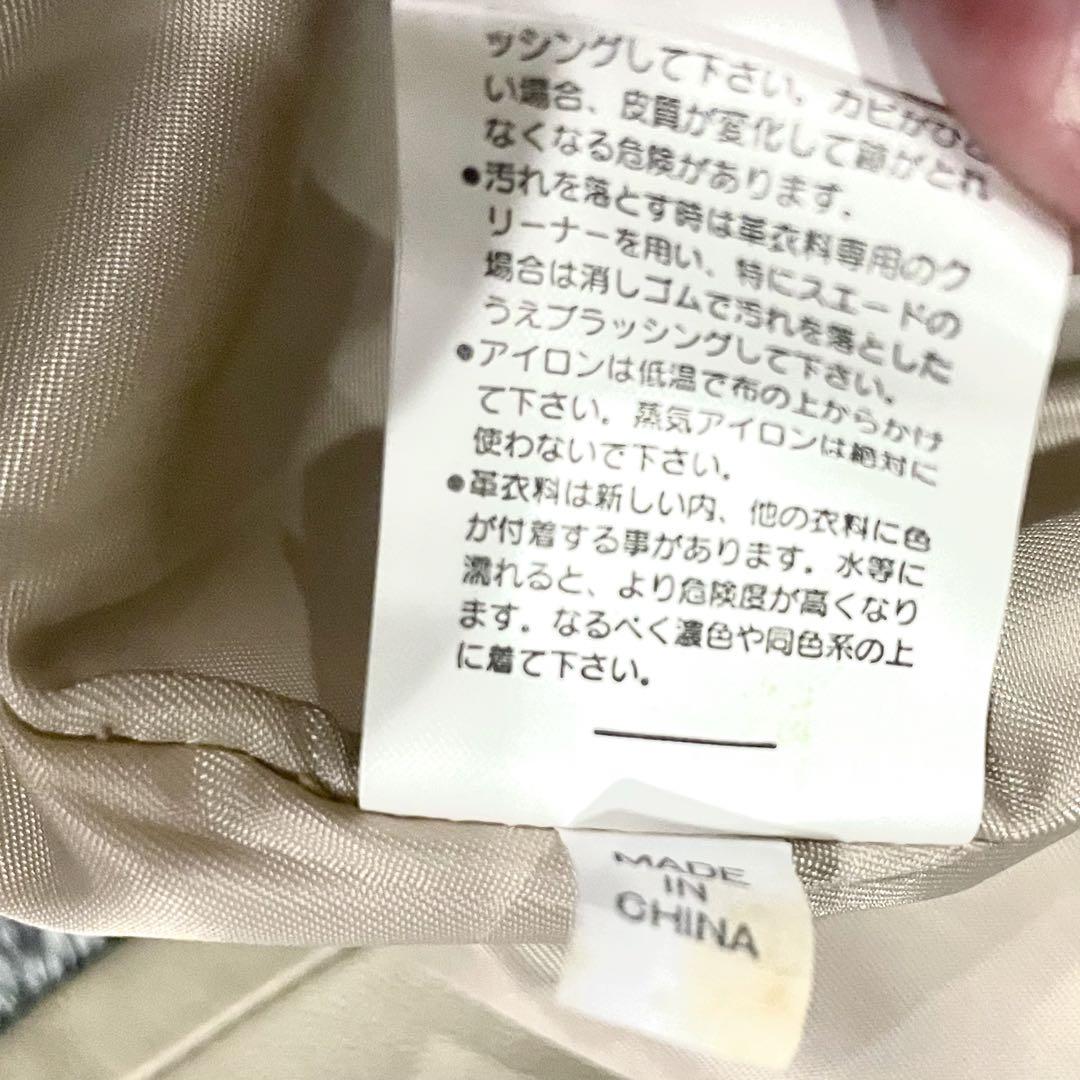 ッシングして下さい。カビがひど
い場合、皮質が変化して跡がとれ
なくなる危険があります。
●汚れを落とす時は革衣料専用のク
リーナーを用い、特にスエードの
場合は消しゴムで汚れを落とした
うえブラッシングして下さい。
●アイロンは低温で布の上からかけ
て下さい。蒸気アイロンは絶対に
使わないで下さい。
●革衣料は新しい内、他の衣料に色
が付着する事があります。水等に
濡れると、より危険度が高くなり
ます。なるべく濃色や同色系の上
に着て下さい。
MADE
IN
CHINA